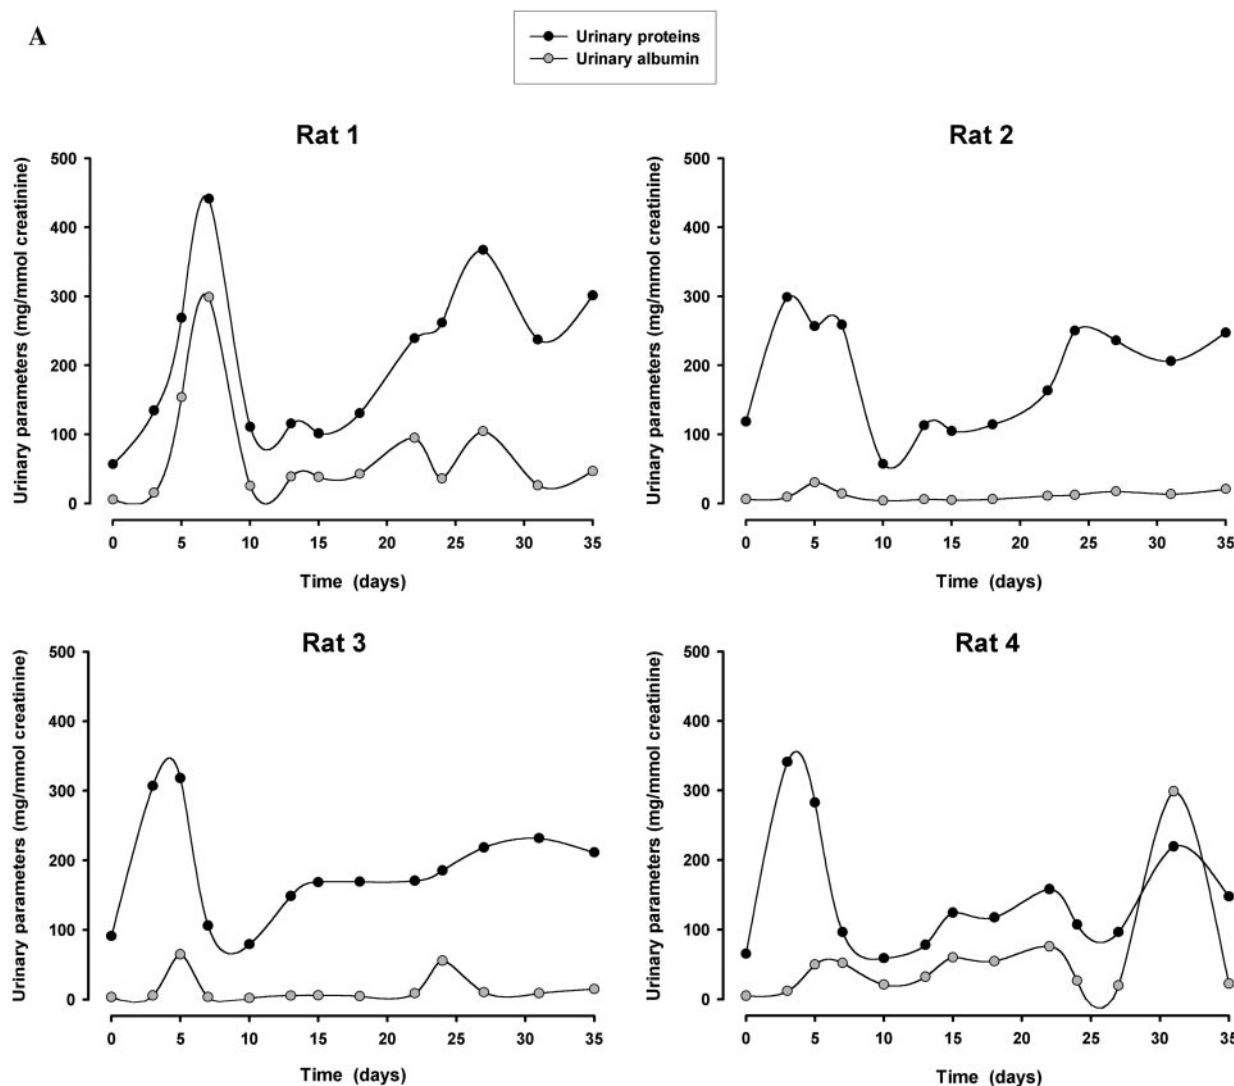 A
Urinary proteins
Urinary albumin
Rat 1
Urinary parameters (mg/mmol creatinine)
500
400
300
200
100
0
0 5 10 15 20 25 30 35
Time (days)
Rat 2
Urinary parameters (mg/mmol creatinine)
500
400
300
200
100
0
0 5 10 15 20 25 30 35
Time (days)
Rat 3
Urinary parameters (mg/mmol creatinine)
500
400
300
200
100
0
0 5 10 15 20 25 30 35
Time (days)
Rat 4
Urinary parameters (mg/mmol creatinine)
500
400
300
200
100
0
0 5 10 15 20 25 30 35
Time (days)